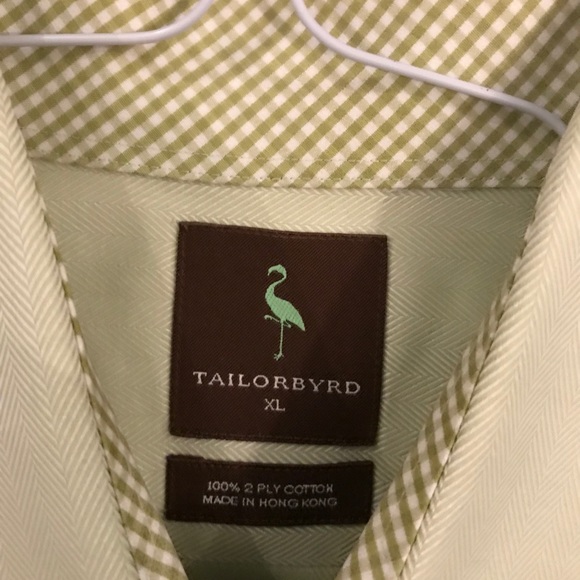 TAILORBYRD
XL
100% 2 PLY COTTON
MADE IN HONG KONG